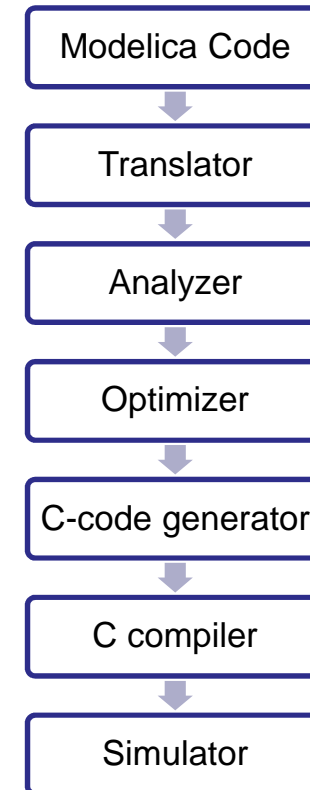 Modelica Code
Translator
Analyzer
Optimizer
C-code generator
C compiler
Simulator